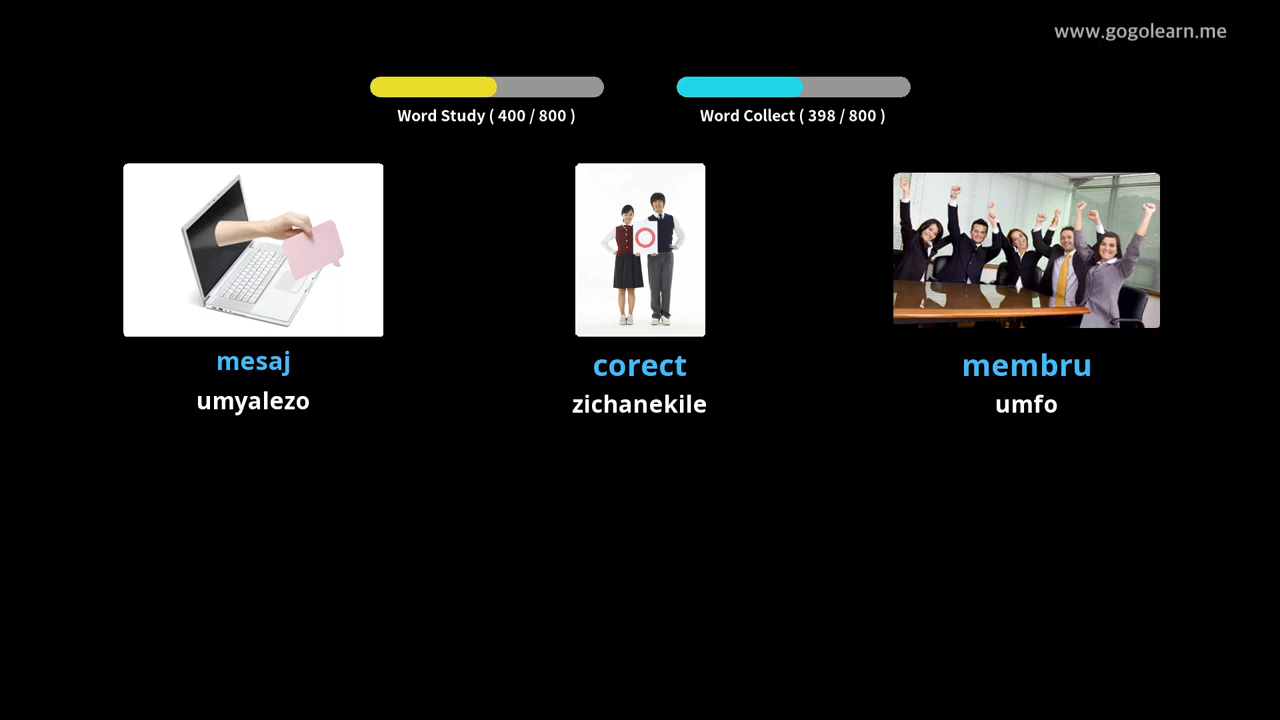 www.gogolearn.me
Word Study ( 400 / 800 )
Word Collect ( 398 / 800 )
mesaj
umyalezo
corect
zichanekile
membru
umfo